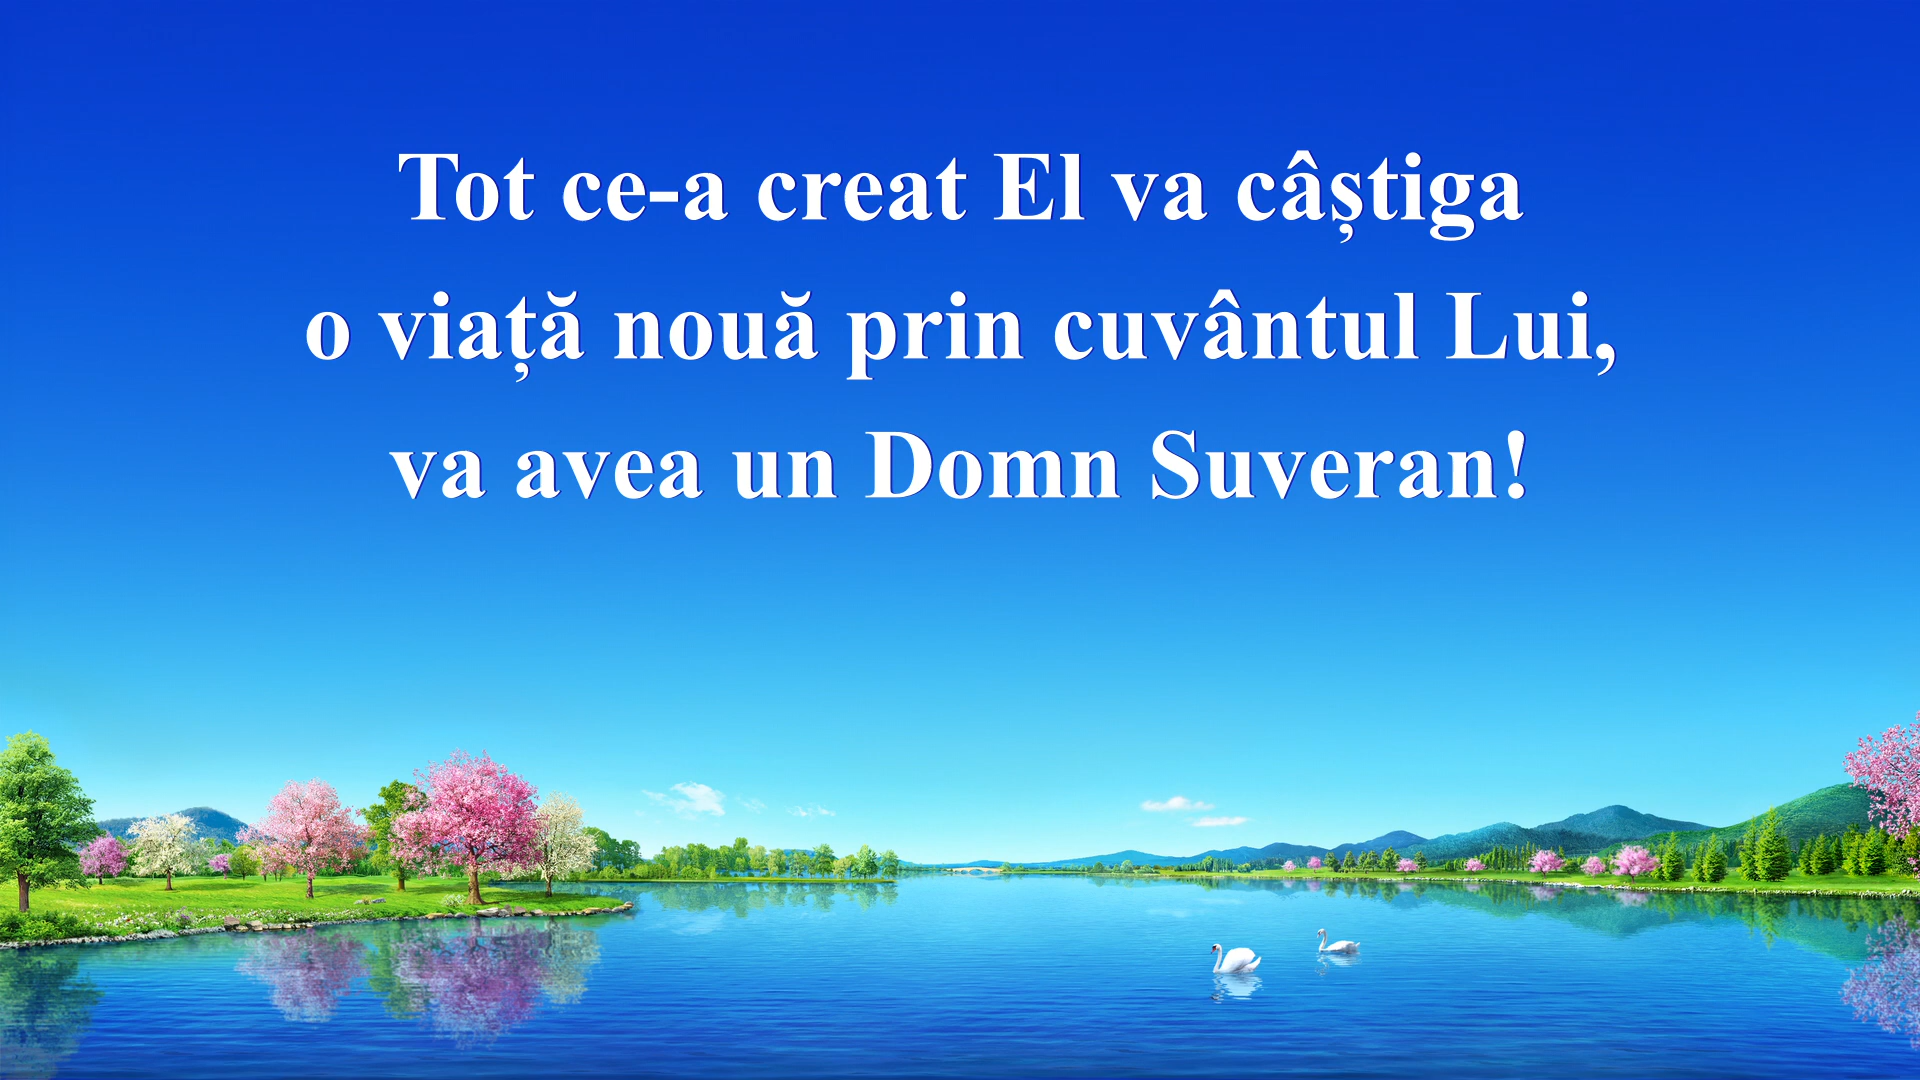 Tot ce-a creat El va câștiga
o viață nouă prin cuvântul Lui,
va avea un Domn Suveran!